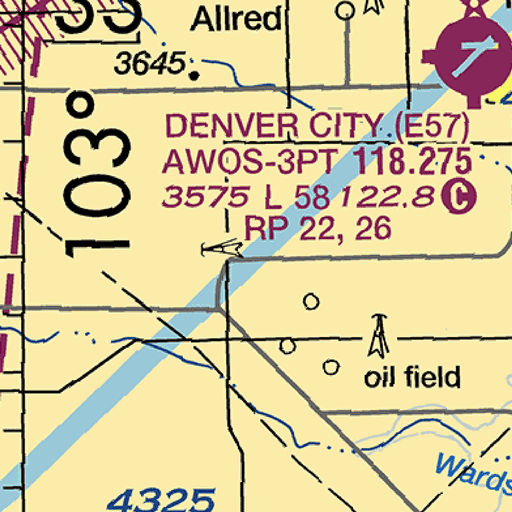 33
Allred
3645
DENVER CITY (E57)
AWOS-3PT 118.275
3575 L 58 122.8 C
RP 22, 26
103°
oil field
Wards
4325